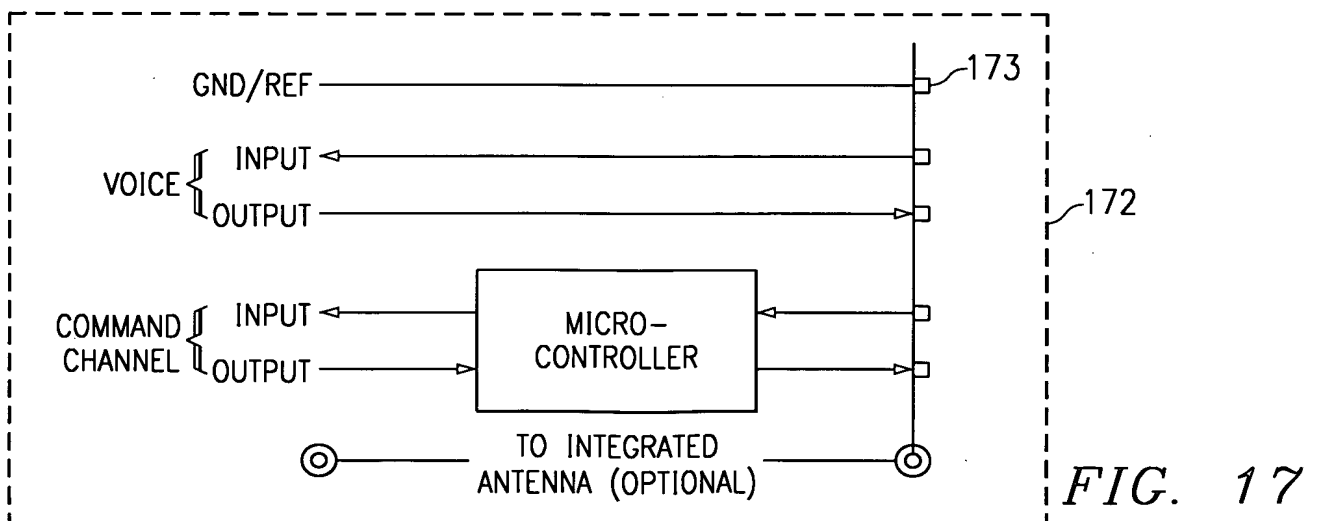 GND/REF
173
VOICE
INPUT
OUTPUT
172
COMMAND
CHANNEL
INPUT
OUTPUT
MICRO-
CONTROLLER
TO INTEGRATED
ANTENNA (OPTIONAL)
FIG. 17